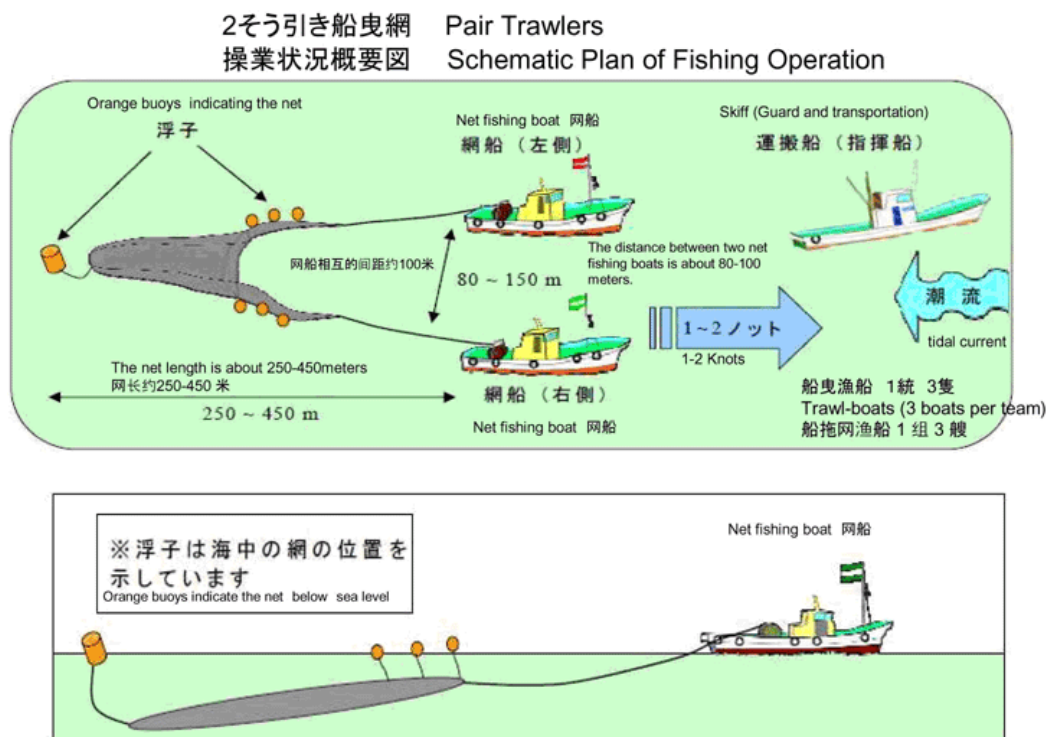 2そう引き船曳網 Pair Trawlers
操業状況概要図 Schematic Plan of Fishing Operation
Orange buoys indicating the net
浮子
Net fishing boat 网船
網船（左側）
Skiff (Guard and transportation)
運搬船（指揮船）
网船相互的间距约100米
80 ~ 150 m
The distance between two net
fishing boats is about 80-100
meters.
1~2 ノット
1-2 Knots
潮流
tidal current
The net length is about 250-450meters
网长约250-450 米
250 ~ 450 m
網船（右側）
Net fishing boat 网船
船曳漁船 1統 3隻
Trawl-boats (3 boats per team)
船拖网渔船 1 组 3 艘
※浮子は海中の網の位置を
示しています
Orange buoys indicate the net below sea level
Net fishing boat 网船